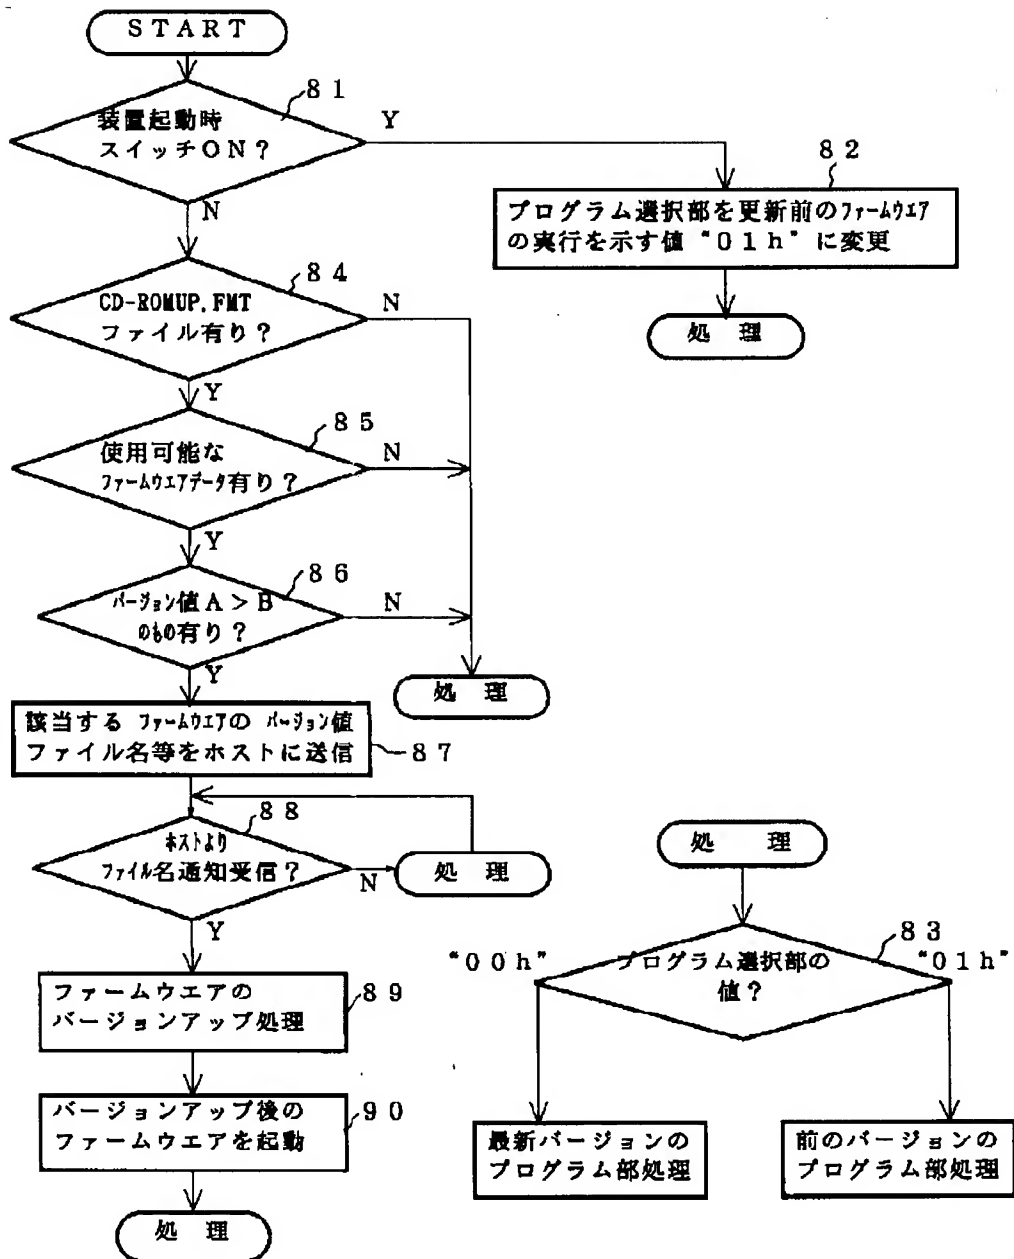 START
81
装置起動時
スイッチON?
Y
N
82
プログラム選択部を更新前のファームウエア
の実行を示す値“01h”に変更
処 理
84
CD-ROMUP.FMT
ファイル有り?
N
Y
85
使用可能な
ファームウエアデータ有り?
N
Y
86
バージョン値A>B
のもの有り?
N
Y
処 理
該当する ファームウエアの バージョン値
ファイル名等をホストに送信
87
88
ホストより
ファイル名通知受信?
N
処 理
Y
89
ファームウエアの
バージョンアップ処理
90
バージョンアップ後の
ファームウエアを起動
処 理
処 理
83
“00h”
プログラム選択部の
値?
“01h”
最新バージョンの
プログラム部処理
前のバージョンの
プログラム部処理